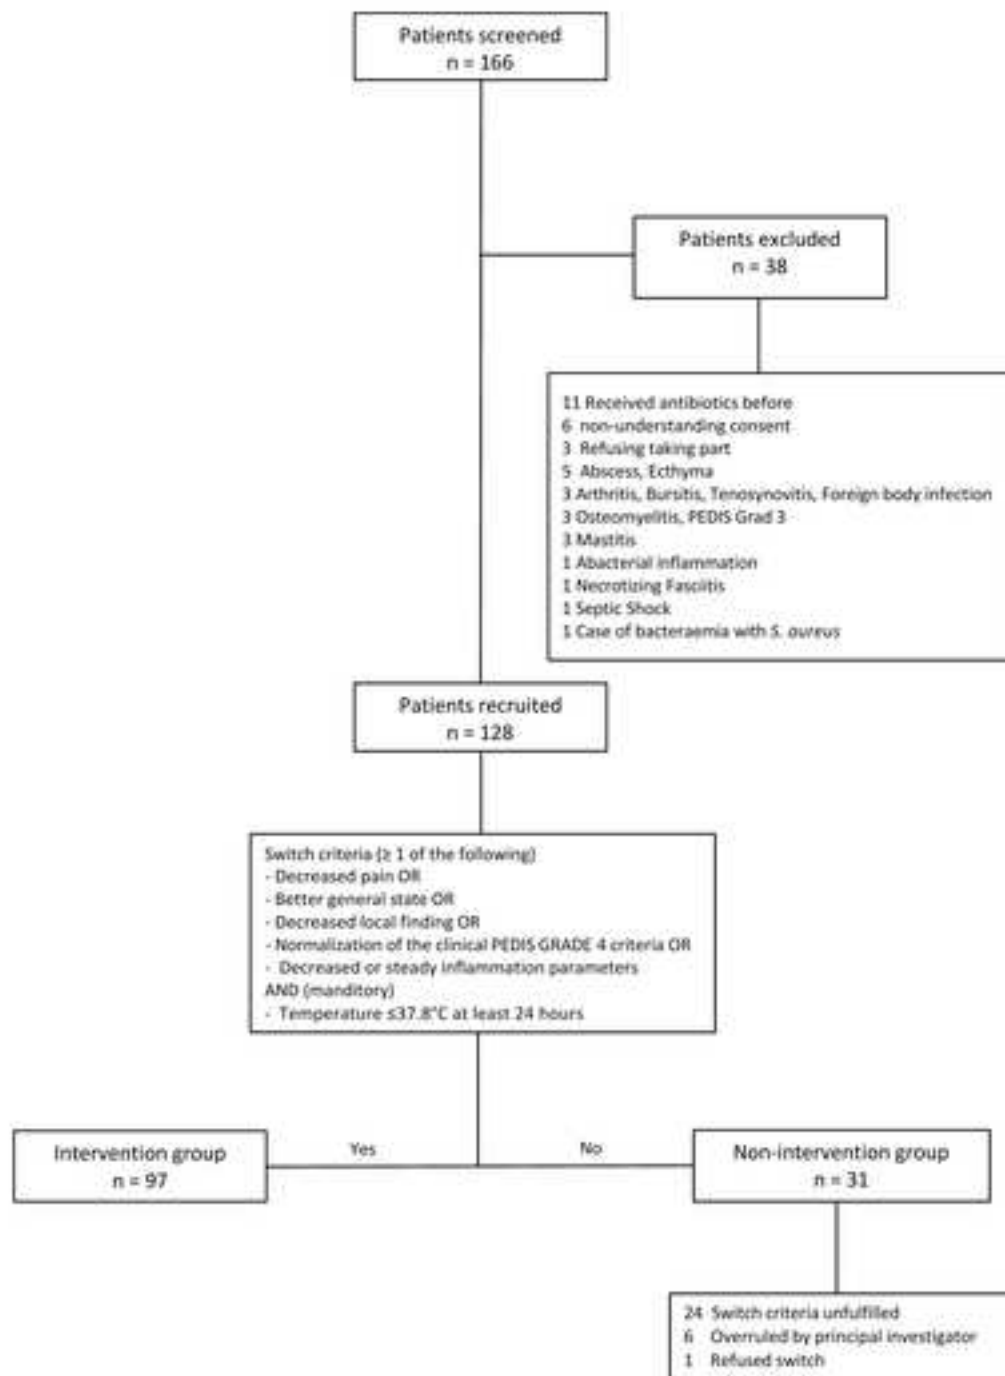 Patients screened
n = 166
Patients excluded
n = 38
11 Received antibiotics before
6 non-understanding consent
3 Refusing taking part
5 Abscess, Ecthyma
3 Arthritis, Bursitis, Tenosynovitis, Foreign body infection
3 Osteomyelitis, PEDIS Grad 3
3 Mastitis
1 Abacterial inflammation
1 Necrotizing Fasciitis
1 Septic Shock
1 Case of bacteraemia with S. aureus
Patients recruited
n = 128
Switch criteria (≥ 1 of the following)
- Decreased pain OR
- Better general state OR
- Decreased local finding OR
- Normalization of the clinical PEDIS GRADE 4 criteria OR
- Decreased or steady inflammation parameters
AND (manditory)
- Temperature ≤37.8°C at least 24 hours
Yes
No
Intervention group
n = 97
Non-intervention group
n = 31
24 Switch criteria unfulfilled
6 Overruled by principal investigator
1 Refused switch